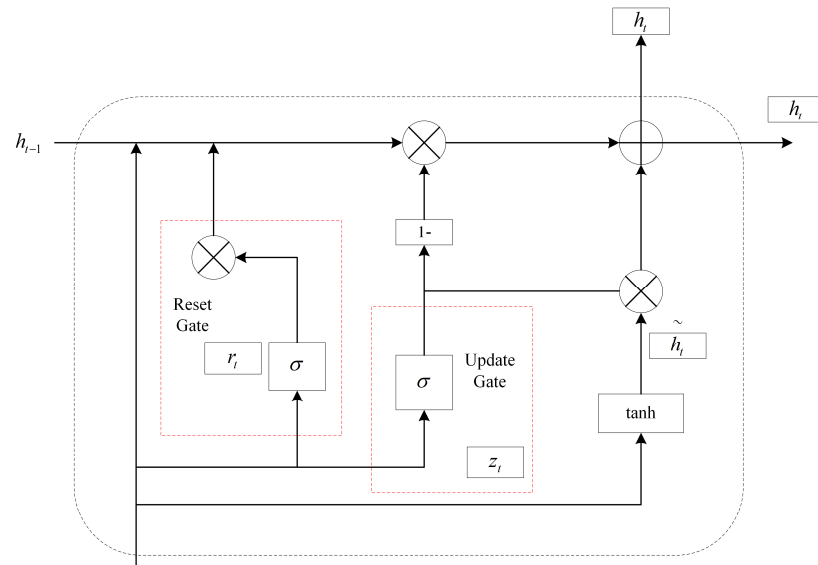 h_t
h_t
h_{t-1}
1-
Reset
Gate
r_t
σ
σ
Update
Gate
z_t
~
h_t
tanh